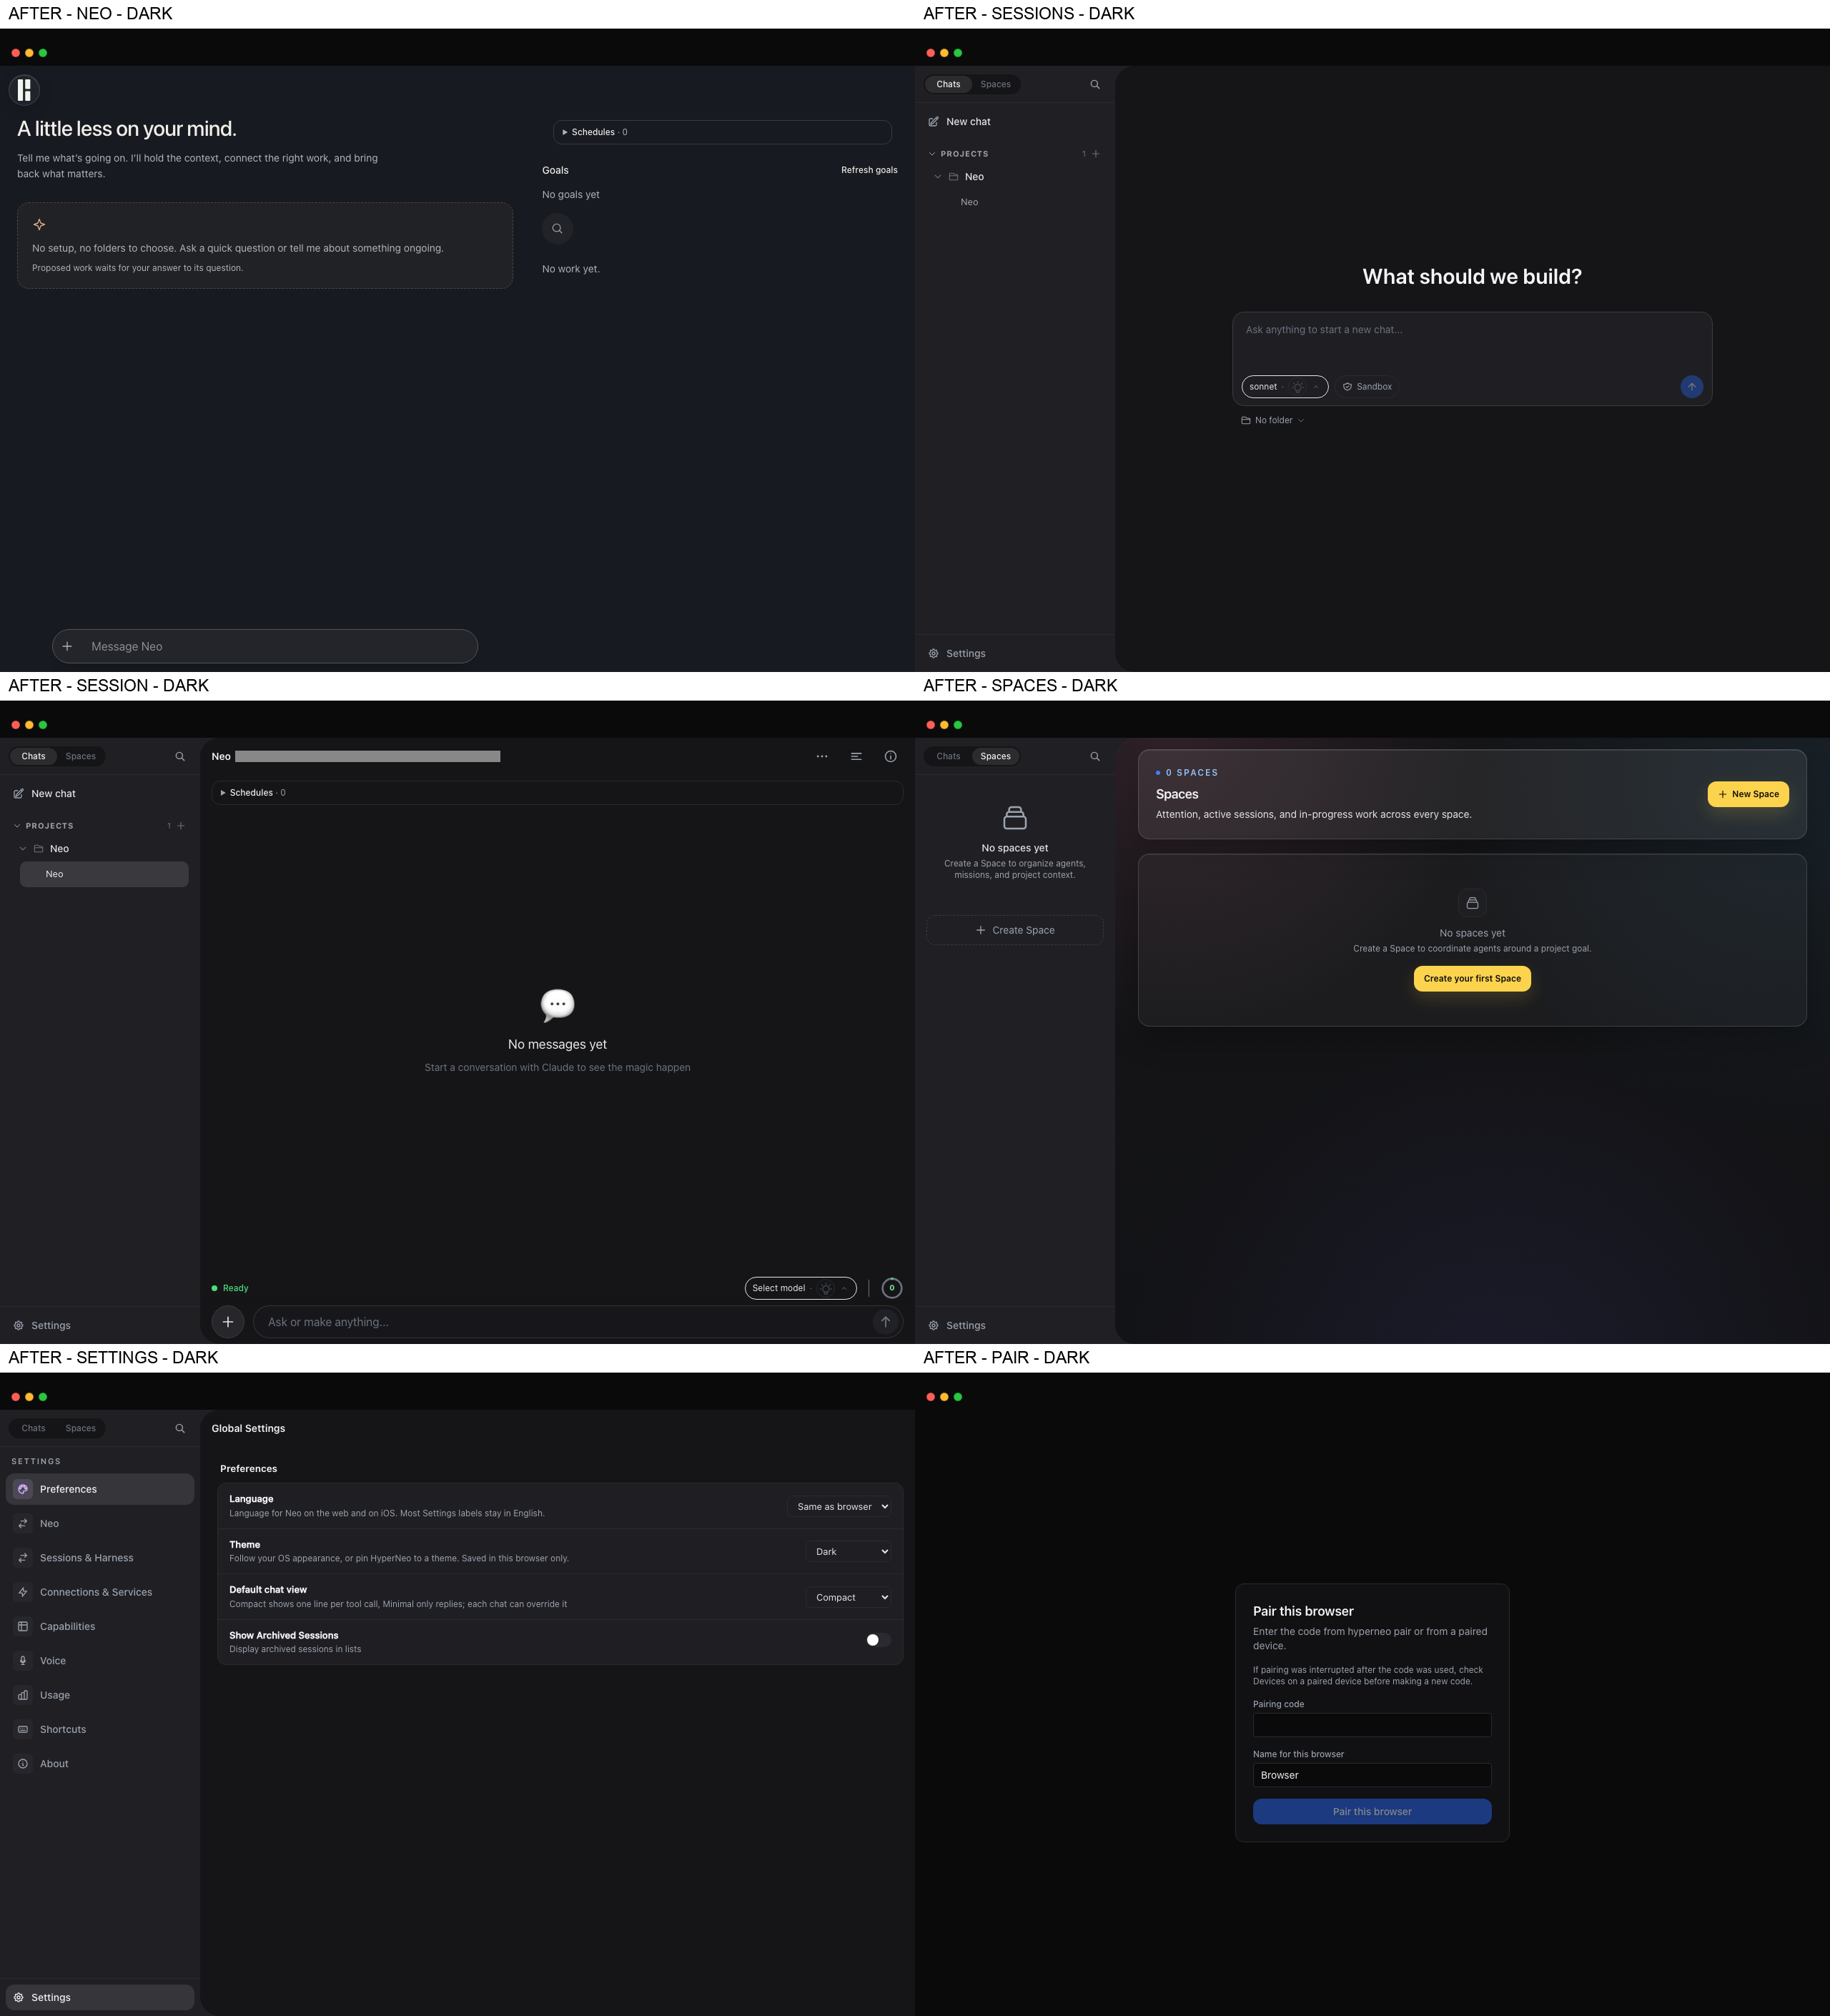 AFTER - NEO - DARK
A little less on your mind.
Tell me what's going on. I'll hold the context, connect the right work, and bring
back what matters.
No setup, no folders to choose. Ask a quick question or tell me about something ongoing.
Proposed work waits for your answer to its question.
Schedules · 0
Goals
Refresh goals
No goals yet
No work yet.
Message Neo
AFTER - SESSIONS - DARK
Chats
Spaces
New chat
PROJECTS
1
Neo
Neo
Settings
What should we build?
Ask anything to start a new chat...
sonnet ·
Sandbox
No folder
AFTER - SESSION - DARK
Chats
Spaces
New chat
PROJECTS
1
Neo
Neo
Settings
Neo
Schedules · 0
No messages yet
Start a conversation with Claude to see the magic happen
Ready
Select model ·
0
Ask or make anything...
AFTER - SPACES - DARK
Chats
Spaces
No spaces yet
Create a Space to organize agents,
missions, and project context.
Create Space
Settings
0 SPACES
Spaces
Attention, active sessions, and in-progress work across every space.
New Space
No spaces yet
Create a Space to coordinate agents around a project goal.
Create your first Space
AFTER - SETTINGS - DARK
Chats
Spaces
SETTINGS
Preferences
Neo
Sessions & Harness
Connections & Services
Capabilities
Voice
Usage
Shortcuts
About
Settings
Global Settings
Preferences
Language
Language for Neo on the web and on iOS. Most Settings labels stay in English.
Same as browser
Theme
Follow your OS appearance, or pin HyperNeo to a theme. Saved in this browser only.
Dark
Default chat view
Compact shows one line per tool call, Minimal only replies; each chat can override it
Compact
Show Archived Sessions
Display archived sessions in lists
AFTER - PAIR - DARK
Pair this browser
Enter the code from hyperneo pair or from a paired
device.
If pairing was interrupted after the code was used, check
Devices on a paired device before making a new code.
Pairing code
Name for this browser
Browser
Pair this browser